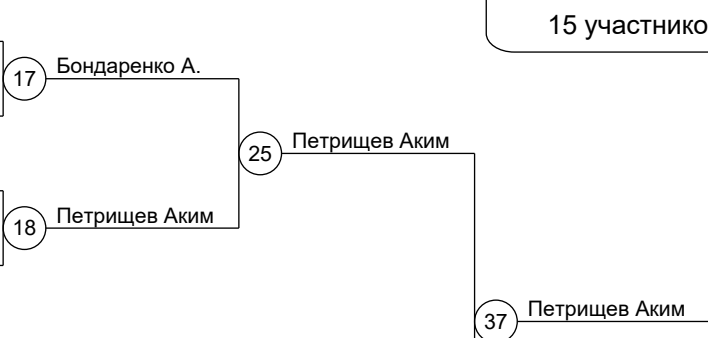 15 участнико
17 Бондаренко А.
25 Петрищев Аким
18 Петрищев Аким
37 Петрищев Аким